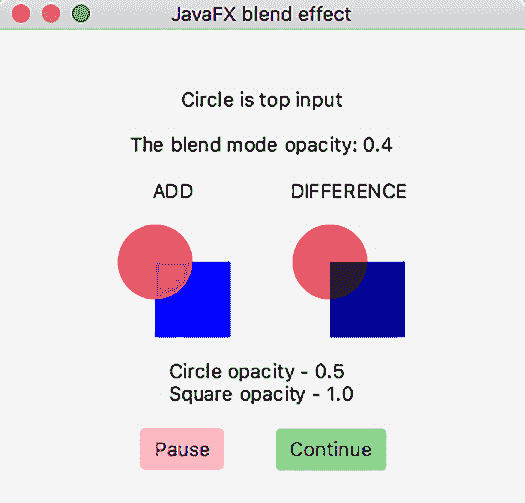 JavaFX blend effect
Circle is top input
The blend mode opacity: 0.4
ADD DIFFERENCE
Circle opacity - 0.5
Square opacity - 1.0
Pause Continue